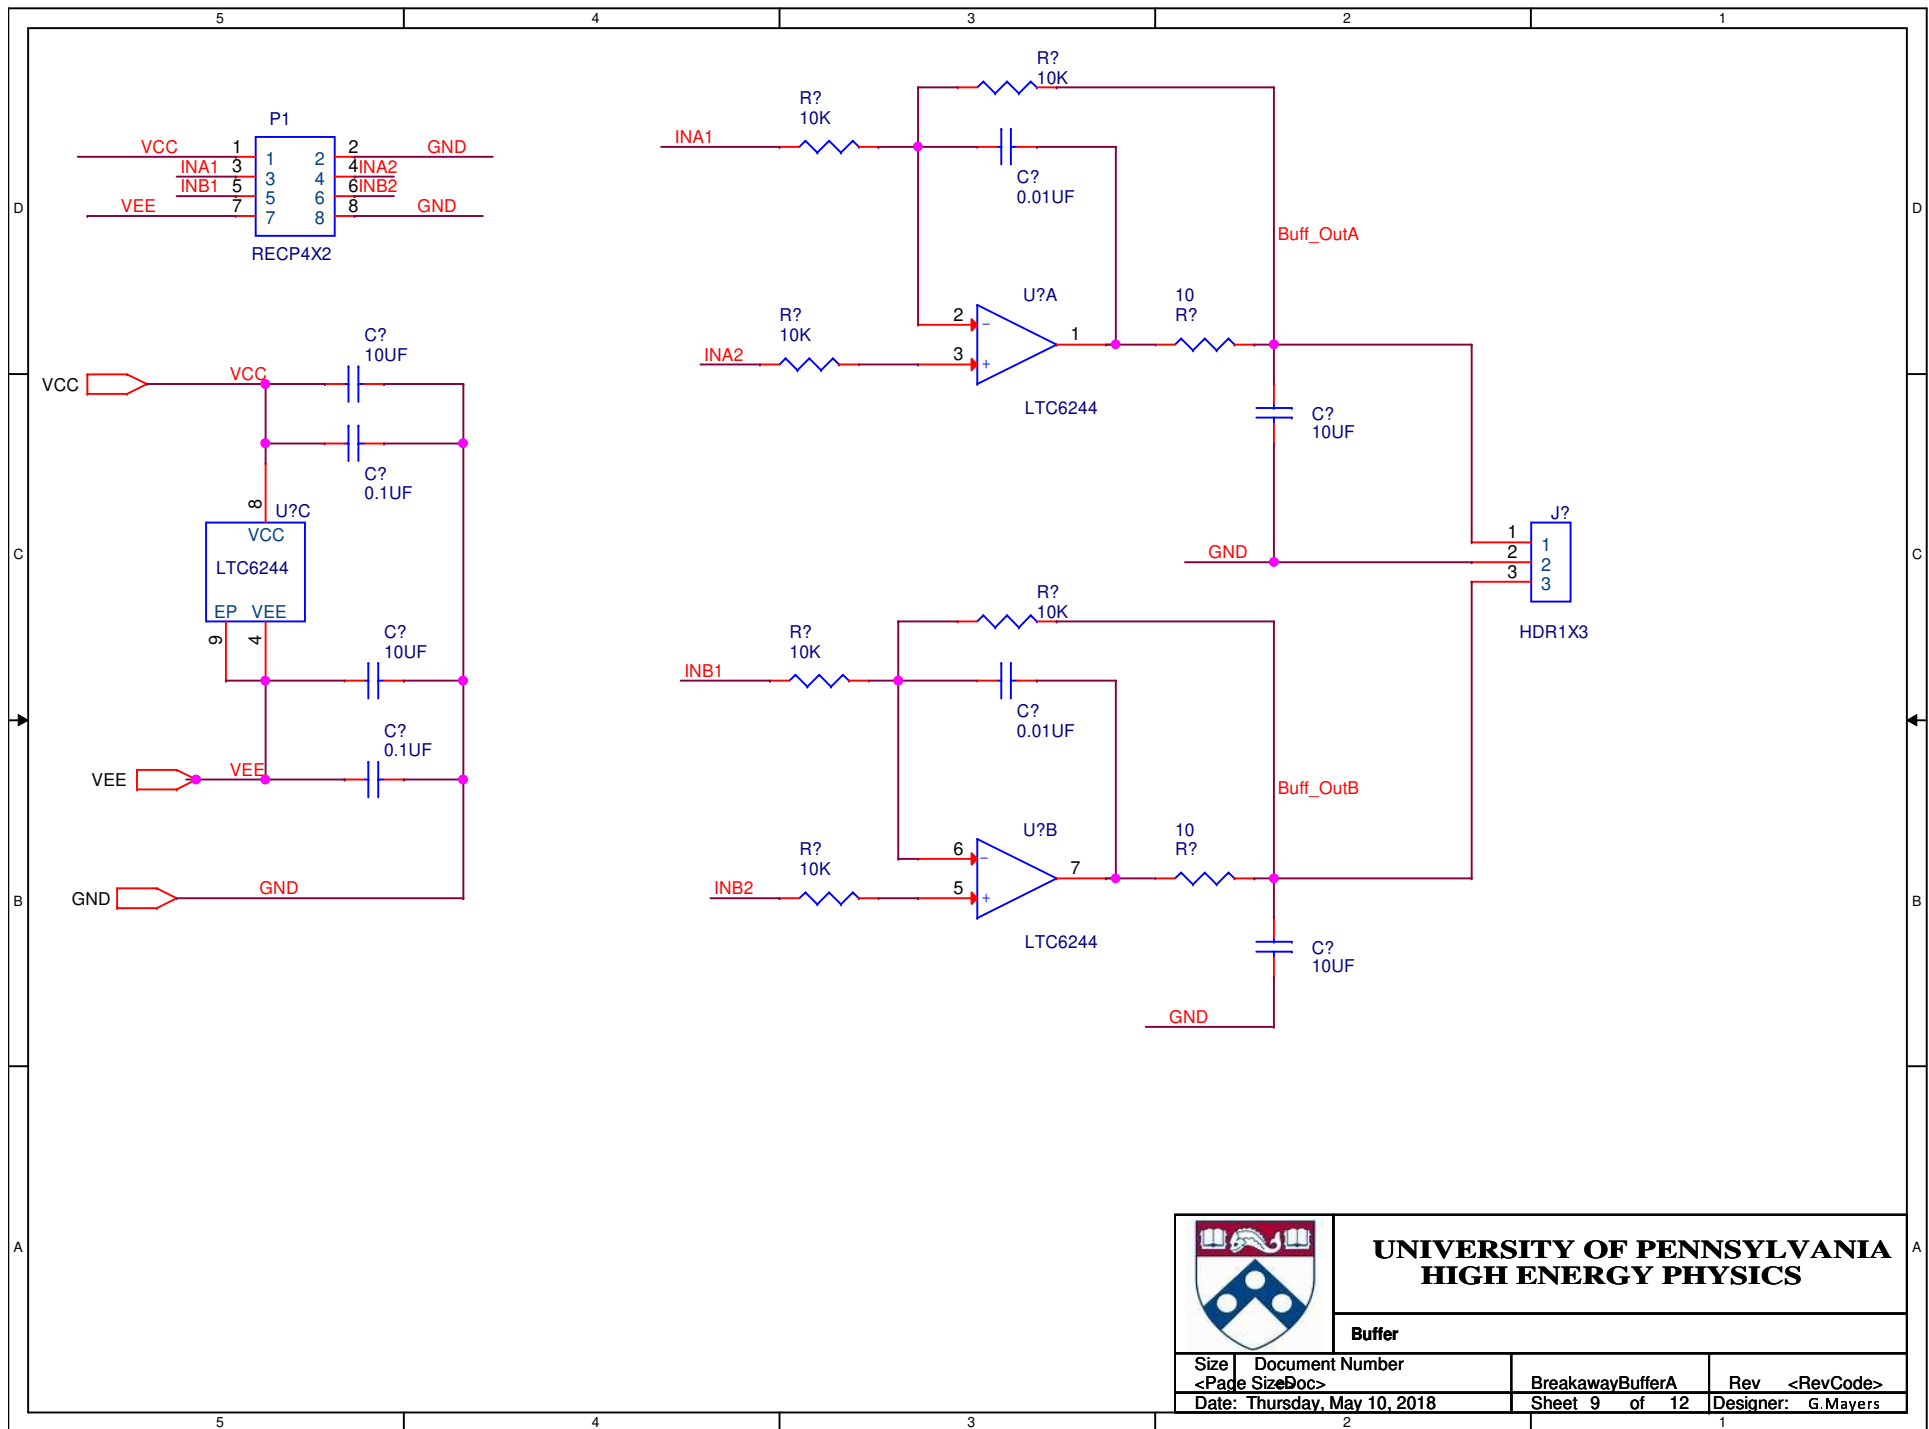 5 4 3 2 1
D
C
B
A
D
C
B
A
P1
VCC 1 1 2 2 GND
INA1 3 3 4 4 INA2
INB1 5 5 6 6 INB2
VEE 7 7 8 8 GND
RECP4X2
C?
10UF
VCC VCC
C?
0.1UF
8
U?C
VCC
LTC6244
EP VEE
9 4
C?
10UF
C?
0.1UF
VEE VEE
GND GND
R?
10K
R?
10K
INA1
C?
0.01UF
Buff_OutA
U?A
R?
10K
2 -
1
INA2 3 +
LTC6244
10
R?
C?
10UF
GND
J?
1 1
2 2
3 3
HDR1X3
R?
10K
R?
10K
INB1
C?
0.01UF
Buff_OutB
U?B
R?
10K
6 -
7
INB2 5 +
LTC6244
10
R?
C?
10UF
GND
UNIVERSITY OF PENNSYLVANIA
HIGH ENERGY PHYSICS
Buffer
Size Document Number
<Page Size> <Doc> BreakawayBufferA Rev <RevCode>
Date: Thursday, May 10, 2018 Sheet 9 of 12 Designer: G.Mayers
5 4 3 2 1